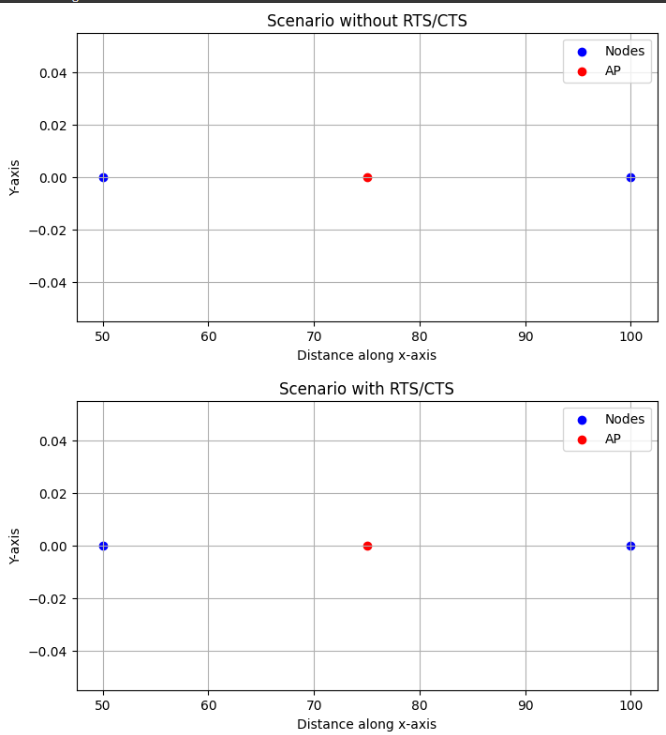 Scenario without RTS/CTS
Nodes
AP
0.04
0.02
0.00
−0.02
−0.04
Y-axis
50 60 70 80 90 100
Distance along x-axis
Scenario with RTS/CTS
Nodes
AP
0.04
0.02
0.00
−0.02
−0.04
Y-axis
50 60 70 80 90 100
Distance along x-axis